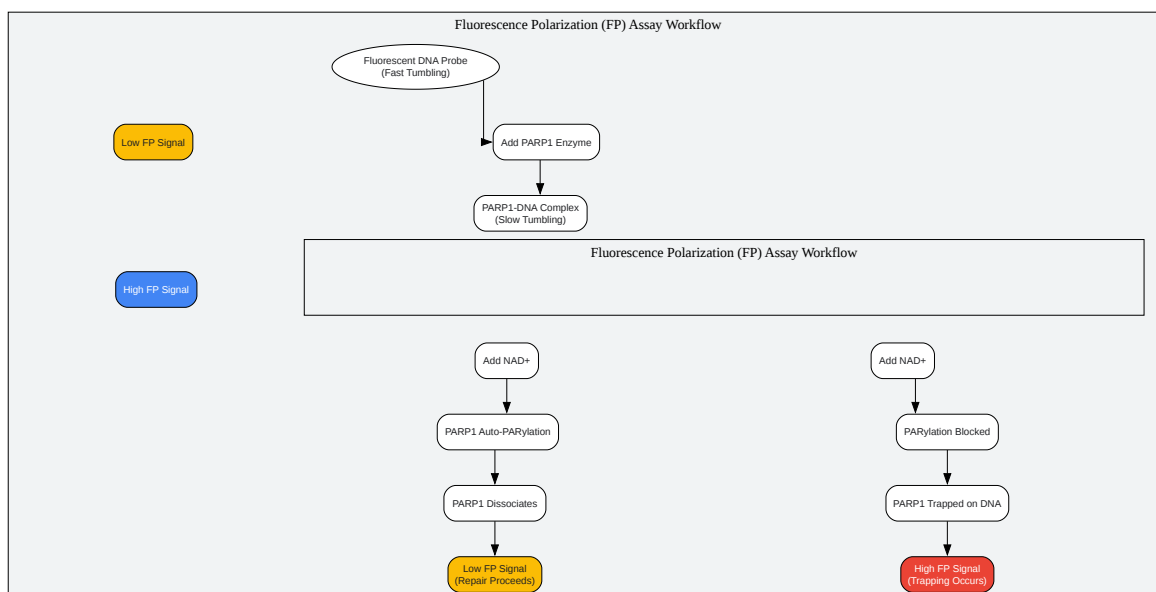 Fluorescence Polarization (FP) Assay Workflow
Fluorescent DNA Probe
(Fast Tumbling)
Low FP Signal
Add PARP1 Enzyme
PARP1-DNA Complex
(Slow Tumbling)
Fluorescence Polarization (FP) Assay Workflow
High FP Signal
Add NAD+
Add NAD+
PARP1 Auto-PARylation
PARylation Blocked
PARP1 Dissociates
PARP1 Trapped on DNA
Low FP Signal
(Repair Proceeds)
High FP Signal
(Trapping Occurs)